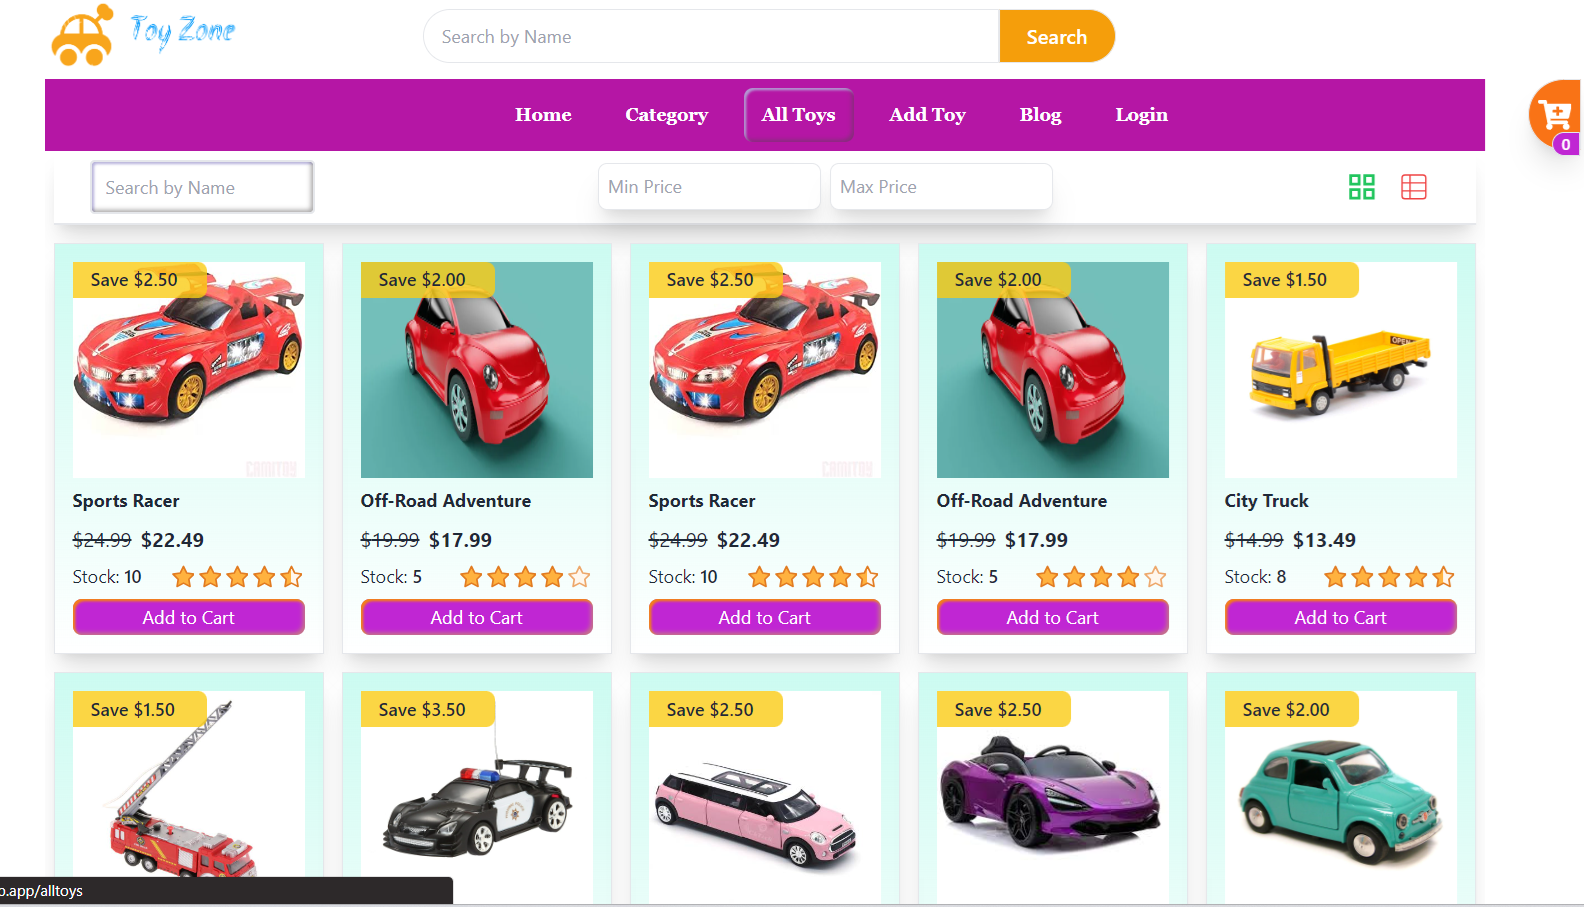 Toy Zone
Search by Name
Search
Home Category All Toys Add Toy Blog Login
0
Search by Name
Min Price
Max Price
Save $2.50
Save $2.00
Save $2.50
Save $2.00
Save $1.50
OPEN
Sports Racer
Off-Road Adventure
Sports Racer
Off-Road Adventure
City Truck
$24.99 $22.49
$19.99 $17.99
$24.99 $22.49
$19.99 $17.99
$14.99 $13.49
Stock: 10
Stock: 5
Stock: 10
Stock: 5
Stock: 8
Add to Cart
Add to Cart
Add to Cart
Add to Cart
Add to Cart
Save $1.50
Save $3.50
Save $2.50
Save $2.50
Save $2.00
o.app/alltoys